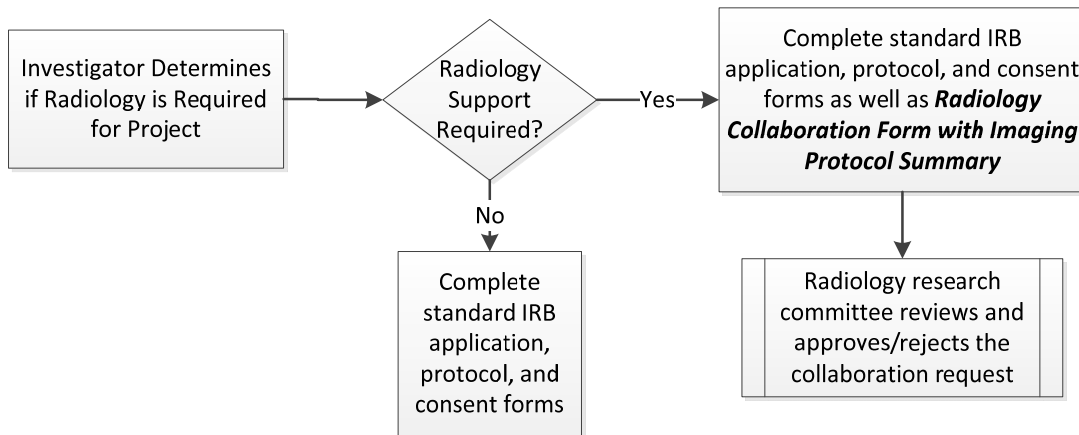 Investigator Determines
if Radiology is Required
for Project
Radiology
Support
Required?
Yes
Complete standard IRB
application, protocol, and consent
forms as well as Radiology
Collaboration Form with Imaging
Protocol Summary
No
Complete
standard IRB
application,
protocol, and
consent forms
Radiology research
committee reviews and
approves/rejects the
collaboration request